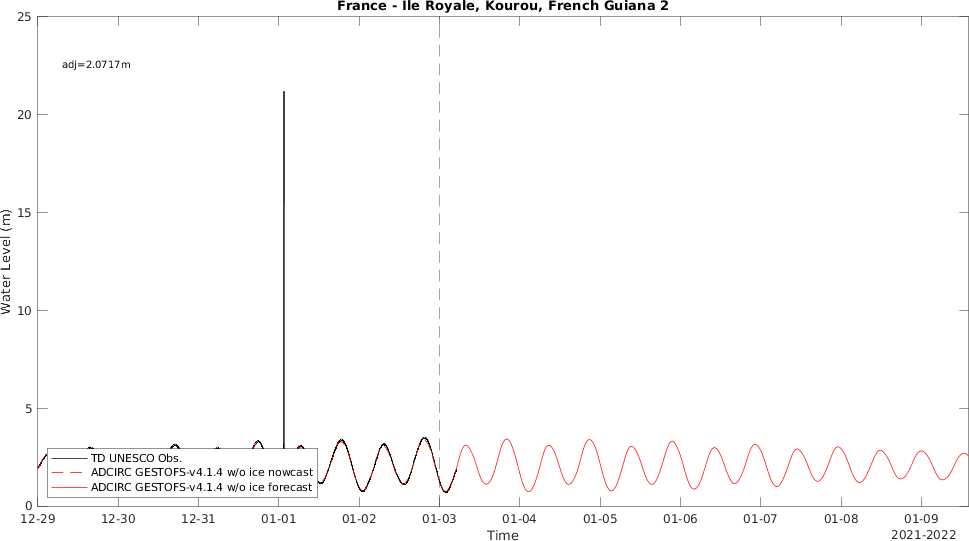 France - Ile Royale, Kourou, French Guiana 2
25
adj=2.0717m
20
15
Water Level (m)
10
5
TD UNESCO Obs.
ADCIRC GESTOFS-v4.1.4 w/o ice nowcast
ADCIRC GESTOFS-v4.1.4 w/o ice forecast
0
12-29 12-30 12-31 01-01 01-02 01-03 01-04 01-05 01-06 01-07 01-08 01-09
Time
2021-2022